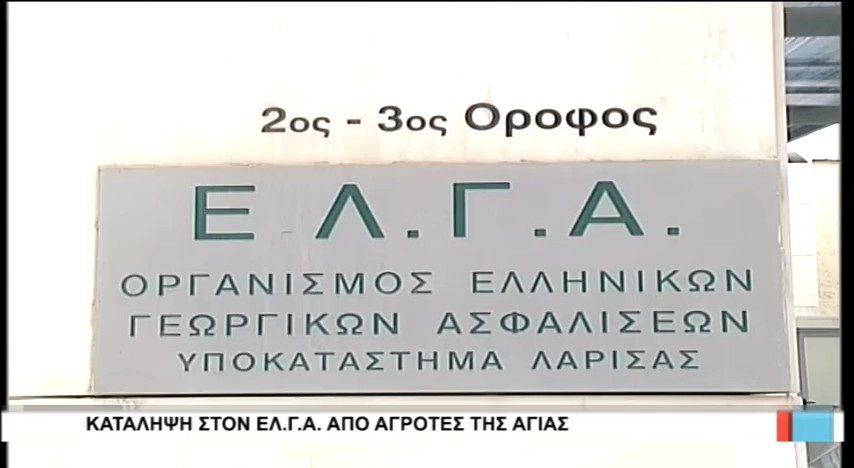 2ος - 3ος Οροφος
ΕΛ.Γ.Α.
ΟΡΓΑΝΙΣΜΟΣ ΕΛΛΗΝΙΚΩΝ
ΓΕΩΡΓΙΚΩΝ ΑΣΦΑΛΙΣΕΩΝ
ΥΠΟΚΑΤΑΣΤΗΜΑ ΛΑΡΙΣΑΣ
ΚΑΤΑΛΗΨΗ ΣΤΟΝ ΕΛ.Γ.Α. ΑΠΟ ΑΓΡΟΤΕΣ ΤΗΣ ΑΓΙΑΣ